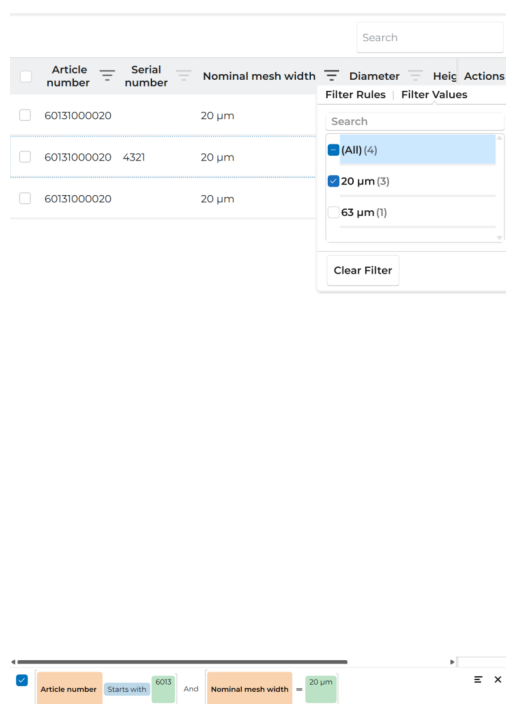 Search
Article number Serial number Nominal mesh width Diameter Heig Actions
Filter Rules Filter Values
60131000020 20 µm
Search
(All) (4)
60131000020 4321 20 µm
20 µm (3)
60131000020 20 µm
63 µm (1)
Clear Filter
Article number Starts with 6013 And Nominal mesh width = 20 µm